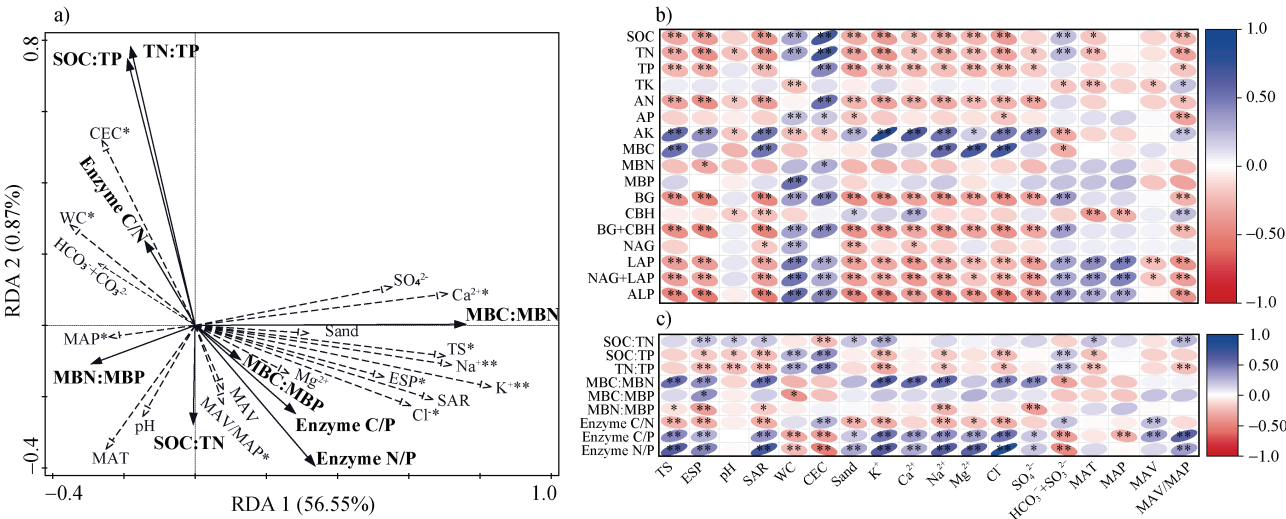 a)
0.8
−0.4
RDA 2 (0.87%)
SOC:TP
TN:TP
CEC*
Enzyme C/N
WC*
HCO₃⁻+CO₃²⁻
SO₄²⁻
Ca²⁺*
MBC:MBN
Sand
MAP*
TS*
Na⁺**
MBN:MBP
MBC:MBP
Mg²⁺
ESP*
K⁺**
SAR
Cl⁻*
MAV
MAV/MAP*
pH
SOC:TN
Enzyme C/P
MAT
Enzyme N/P
−0.4
1.0
RDA 1 (56.55%)
b)
SOC
TN
TP
TK
AN
AP
AK
MBC
MBN
MBP
BG
CBH
BG+CBH
NAG
LAP
NAG+LAP
ALP
1.0
0.50
0.0
−0.50
−1.0
c)
SOC:TN
SOC:TP
TN:TP
MBC:MBN
MBC:MBP
MBN:MBP
Enzyme C/N
Enzyme C/P
Enzyme N/P
1.0
0.5
0.0
−0.5
−1.0
TS
ESP
pH
SAR
WC
CEC
Sand
K⁺
Ca²⁺
Na²⁺
Mg²⁺
Cl⁻
SO₄²⁻
HCO₃⁻+SO₃²⁻
MAT
MAP
MAV
MAV/MAP